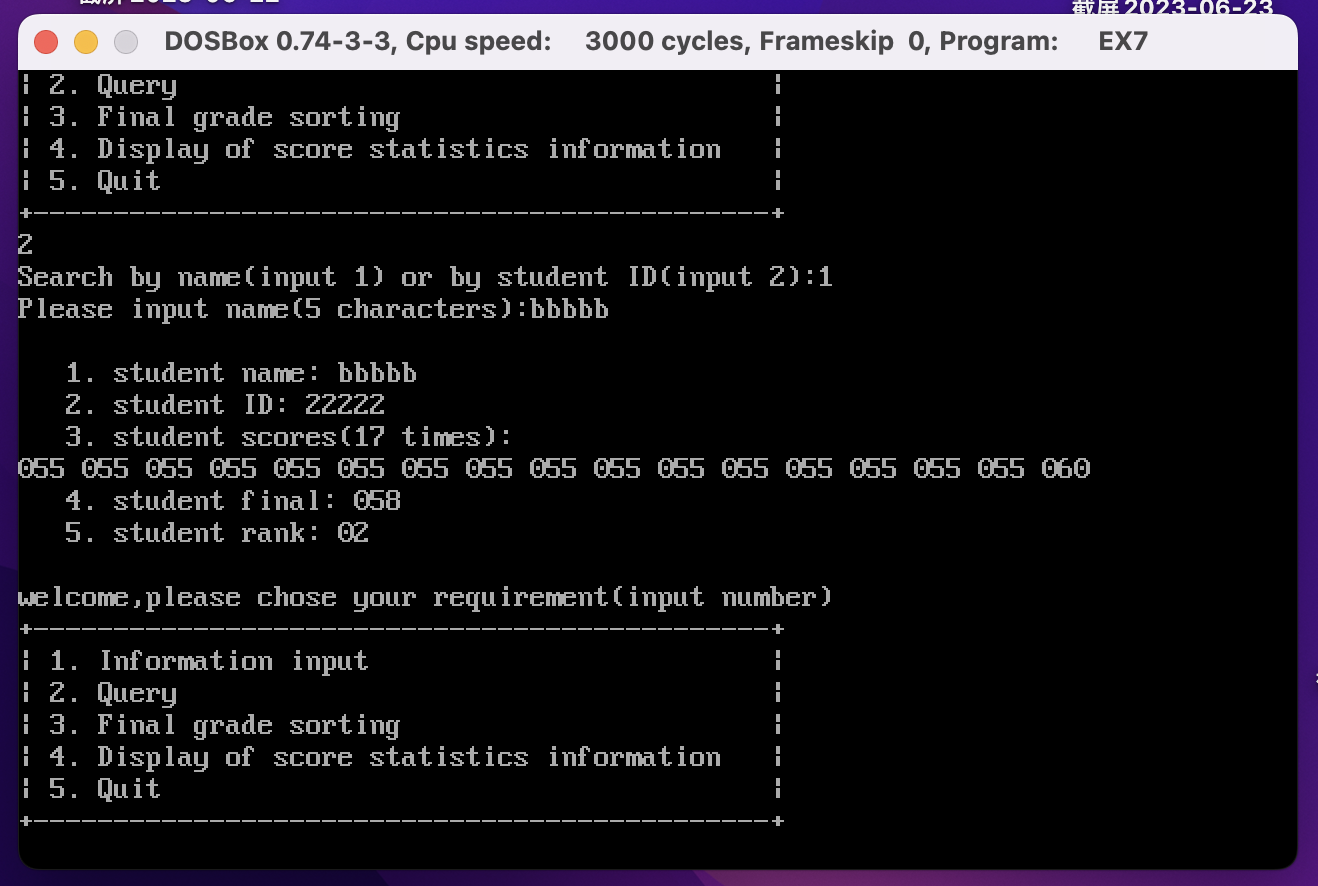 截屏2023-06-23
DOSBox 0.74-3-3, Cpu speed: 3000 cycles, Frameskip 0, Program: EX7
¦ 2. Query ¦
¦ 3. Final grade sorting ¦
¦ 4. Display of score statistics information ¦
¦ 5. Quit ¦
+----------------------------------------------+
2
Search by name(input 1) or by student ID(input 2):1
Please input name(5 characters):bbbbb
1. student name: bbbbb
2. student ID: 22222
3. student scores(17 times):
055 055 055 055 055 055 055 055 055 055 055 055 055 055 055 055 060
4. student final: 058
5. student rank: 02
welcome,please chose your requirement(input number)
+----------------------------------------------+
¦ 1. Information input ¦
¦ 2. Query ¦
¦ 3. Final grade sorting ¦
¦ 4. Display of score statistics information ¦
¦ 5. Quit ¦
+----------------------------------------------+